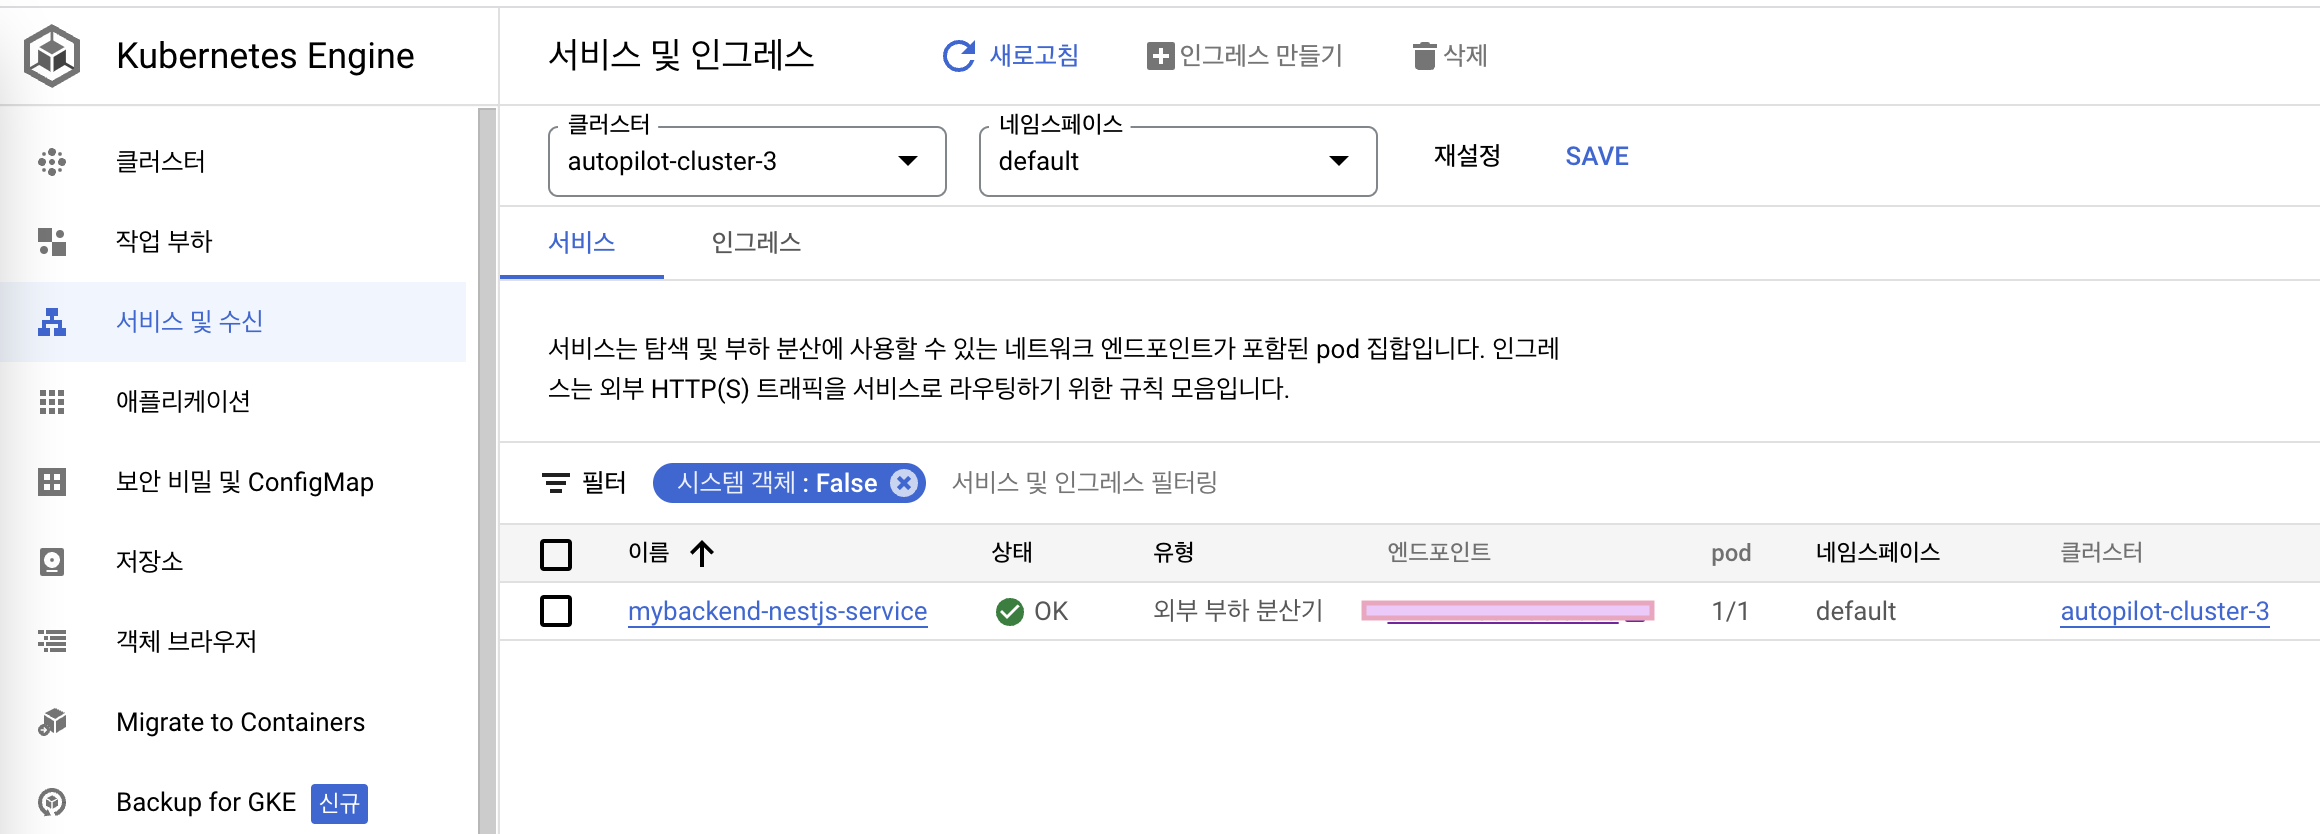 Kubernetes Engine
클러스터
작업 부하
서비스 및 수신
애플리케이션
보안 비밀 및 ConfigMap
저장소
객체 브라우저
Migrate to Containers
Backup for GKE 신규
서비스 및 인그레스 새로고침 인그레스 만들기 삭제
클러스터 네임스페이스
autopilot-cluster-3 default 재설정 SAVE
서비스 인그레스
서비스는 탐색 및 부하 분산에 사용할 수 있는 네트워크 엔드포인트가 포함된 pod 집합입니다. 인그레
스는 외부 HTTP(S) 트래픽을 서비스로 라우팅하기 위한 규칙 모음입니다.
필터 시스템 객체 : False 서비스 및 인그레스 필터링
이름 상태 유형 엔드포인트 pod 네임스페이스 클러스터
mybackend-nestjs-service OK 외부 부하 분산기 1/1 default autopilot-cluster-3